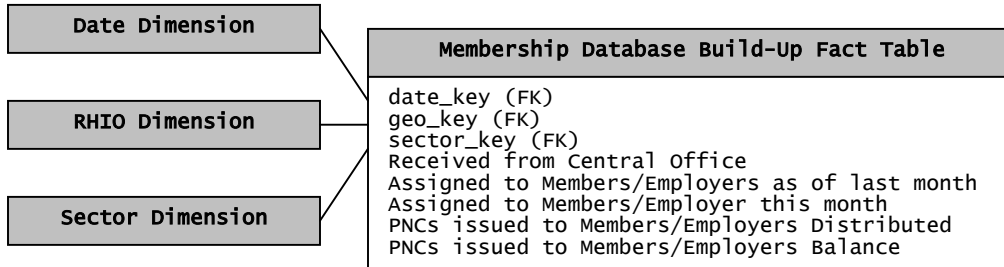 Date Dimension
RHIO Dimension
Sector Dimension
Membership Database Build-Up Fact Table
date_key (FK)
geo_key (FK)
sector_key (FK)
Received from Central Office
Assigned to Members/Employers as of last month
Assigned to Members/Employer this month
PNCs issued to Members/Employers Distributed
PNCs issued to Members/Employers Balance